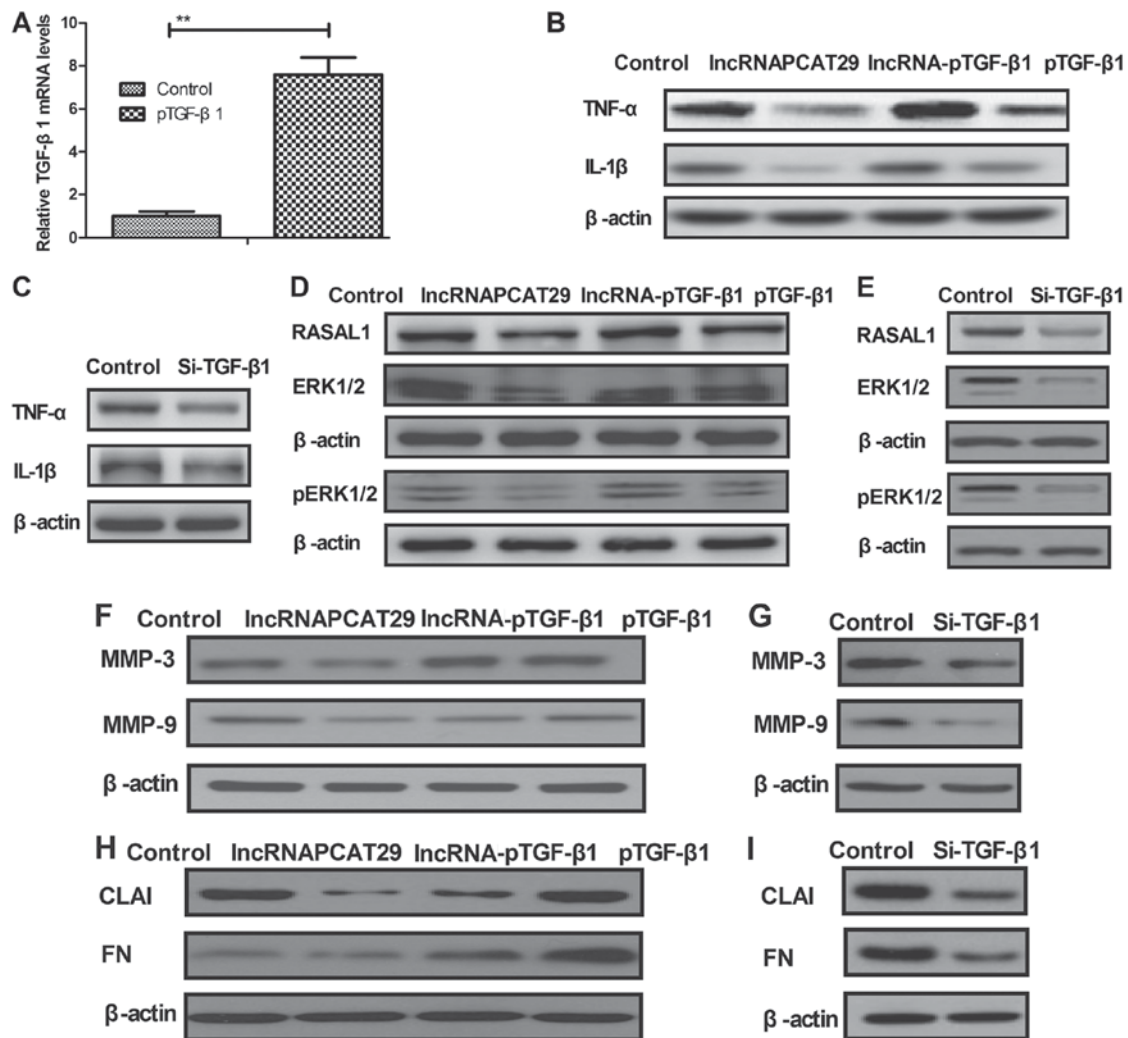 A
Relative TGF-β 1 mRNA levels
10
8
6
4
2
0
**
Control
pTGF-β 1
B
Control lncRNAPCAT29 lncRNA-pTGF-β1 pTGF-β1
TNF-α
IL-1β
β -actin
C
Control Si-TGF-β1
TNF-α
IL-1β
β -actin
D
Control lncRNAPCAT29 lncRNA-pTGF-β1 pTGF-β1
RASAL1
ERK1/2
β -actin
pERK1/2
β -actin
E
Control Si-TGF-β1
RASAL1
ERK1/2
β -actin
pERK1/2
β -actin
F
Control lncRNAPCAT29 lncRNA-pTGF-β1 pTGF-β1
MMP-3
MMP-9
β -actin
G
Control Si-TGF-β1
MMP-3
MMP-9
β -actin
H
Control lncRNAPCAT29 lncRNA-pTGF-β1 pTGF-β1
CLAI
FN
β-actin
I
Control Si-TGF-β1
CLAI
FN
β -actin